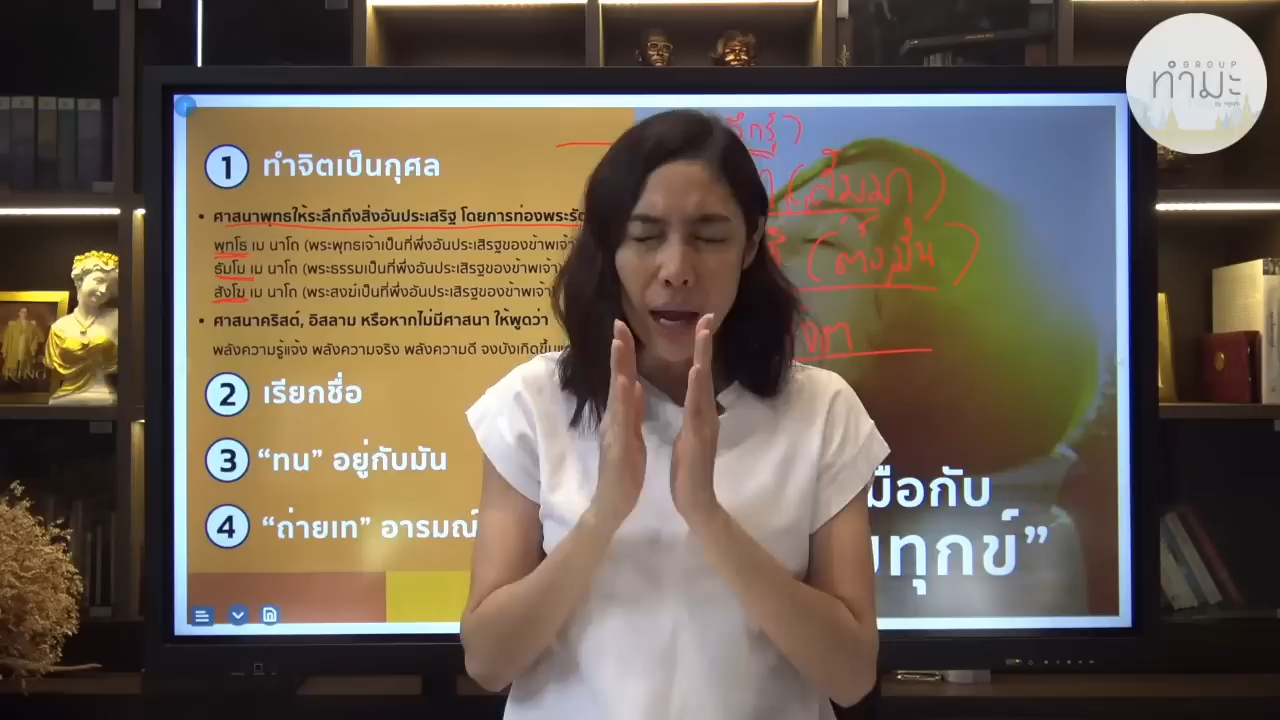 GROUP
ทำมะ
1 ทำจิตเป็นกุศล
• ศาสนาพุทธให้ระลึกถึงสิ่งอันประเสริฐ โดยการท่องพระรัต
พุทโธ เม นาโถ (พระพุทธเจ้าเป็นที่พึ่งอันประเสริฐของข้าพเจ้า
ธัมโม เม นาโถ (พระธรรมเป็นที่พึ่งอันประเสริฐของข้าพเจ้า)
สังโฆ เม นาโถ (พระสงฆ์เป็นที่พึ่งอันประเสริฐของข้าพเจ้า)
• ศาสนาคริสต์, อิสลาม หรือหากไม่มีศาสนา ให้พูดว่า
พลังความรู้แจ้ง พลังความจริง พลังความดี จงบังเกิดขึ้น
2 เรียกชื่อ
3 “ทน” อยู่กับมัน
4 “ถ่ายเท” อารมณ์
(สัมมา)
(ตั้งมั่น)
มือกับ
ทุกข์”
KING